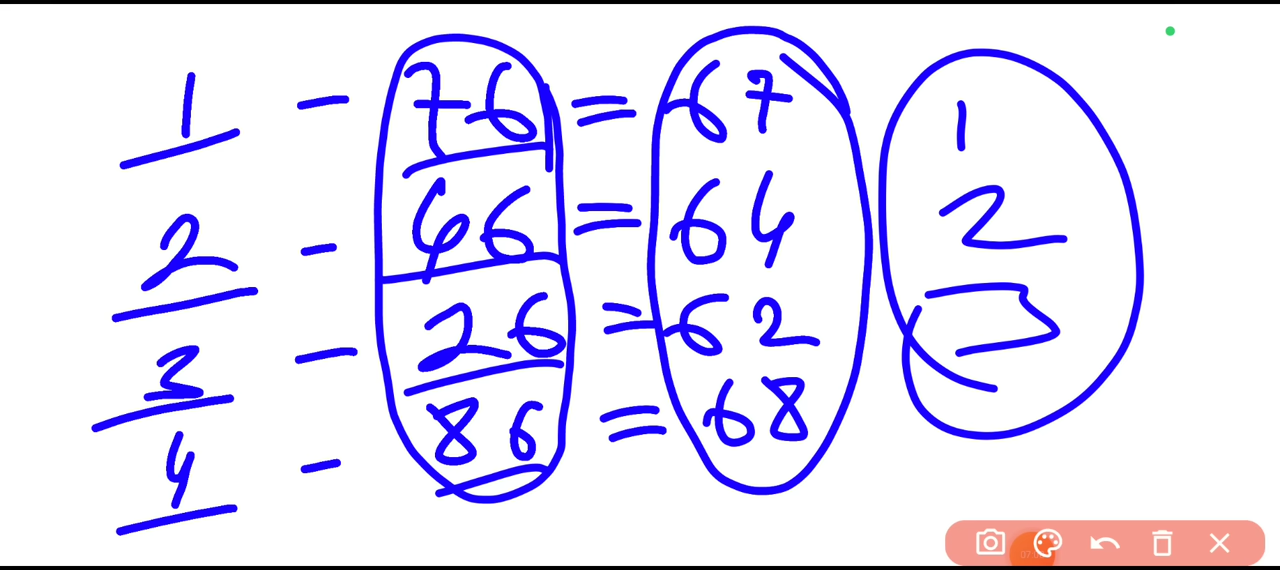 1 - 76 = 67 1
2 - 46 = 64 2
3 - 26 = 62 3
4 - 86 = 68